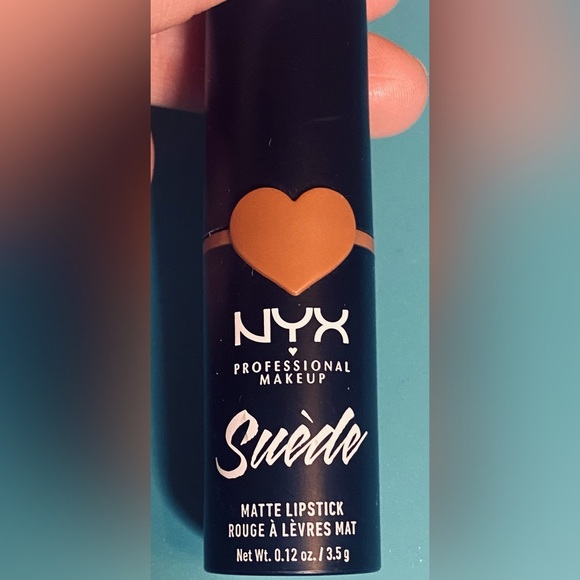 NYX
PROFESSIONAL
MAKEUP
Suède
MATTE LIPSTICK
ROUGE À LÈVRES MAT
Net Wt. 0.12 oz. / 3.5 g